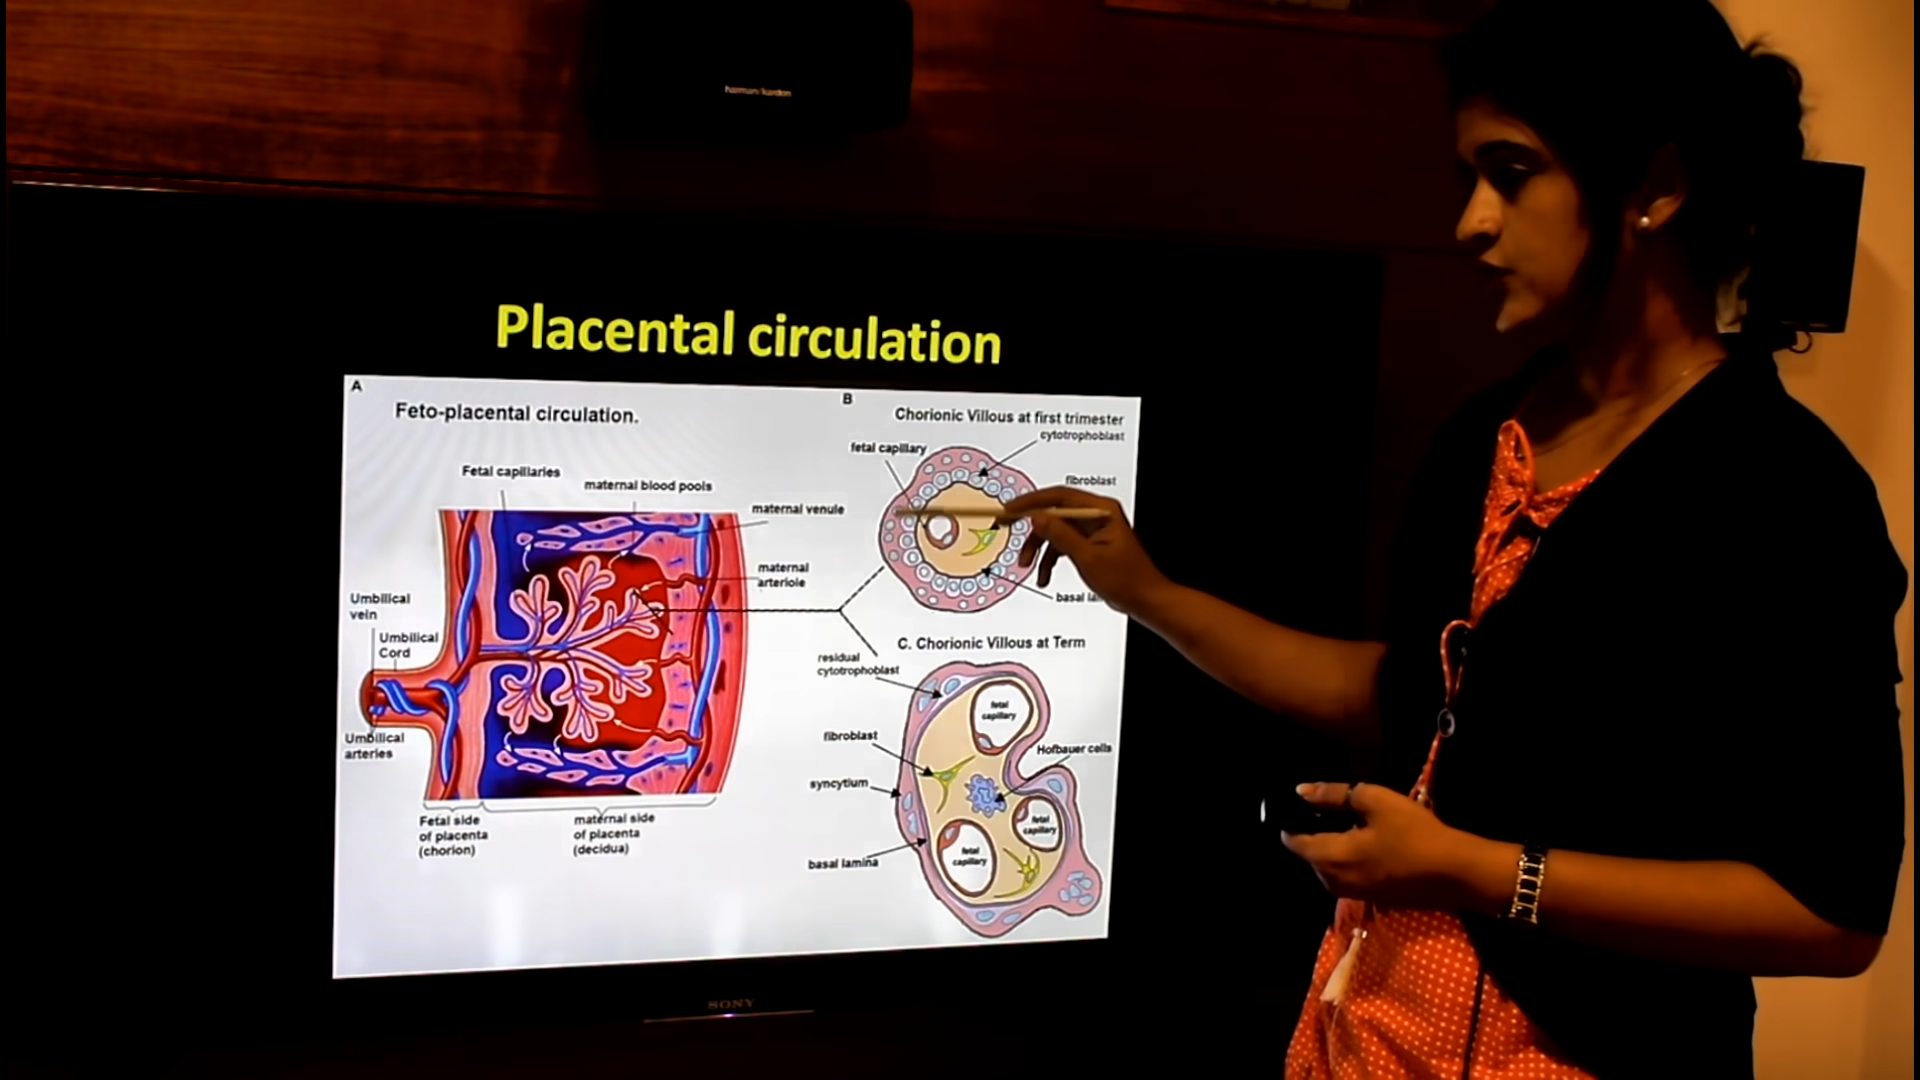 harman/kardon
Placental circulation
A
Feto-placental circulation.
Fetal capillaries
maternal blood pools
maternal venule
maternal
arteriole
Umbilical
vein
Umbilical
Cord
Umbilical
arteries
Fetal side
of placenta
(chorion)
maternal side
of placenta
(decidua)
B
Chorionic Villous at first trimester
cytotrophoblast
fetal capillary
fibroblast
basal
C. Chorionic Villous at Term
residual
cytotrophoblast
fetal
capillary
fibroblast
Hofbauer cells
syncytium
fetal
capillary
fetal
capillary
basal lamina
SONY